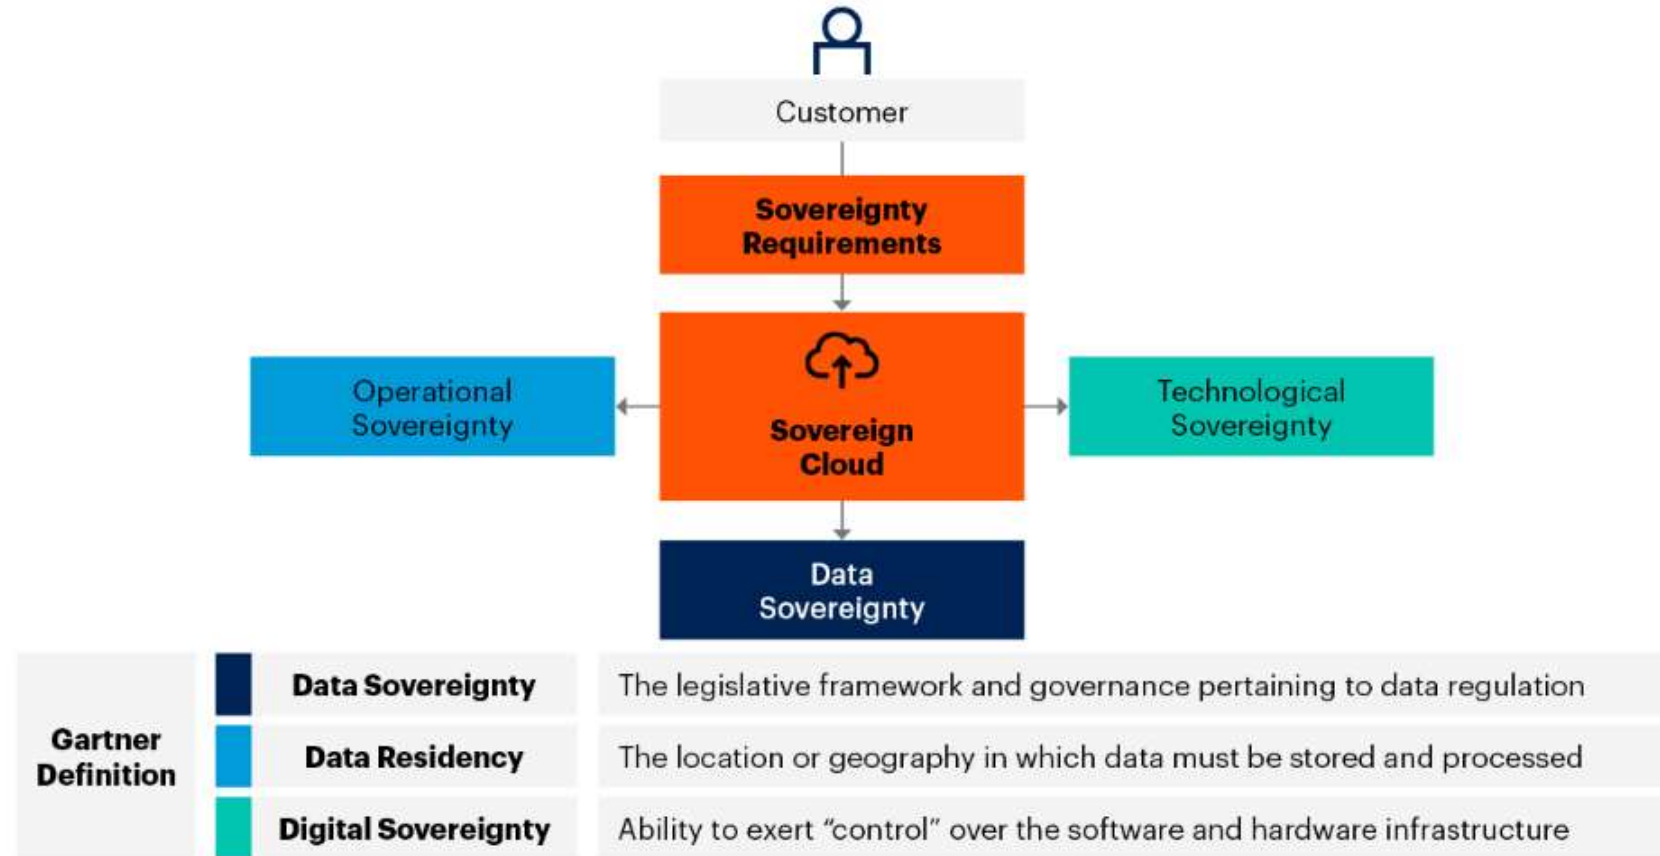 Customer
Sovereignty
Requirements
Operational
Sovereignty
Sovereign
Cloud
Technological
Sovereignty
Data
Sovereignty
Gartner
Definition
Data Sovereignty
The legislative framework and governance pertaining to data regulation
Data Residency
The location or geography in which data must be stored and processed
Digital Sovereignty
Ability to exert “control” over the software and hardware infrastructure